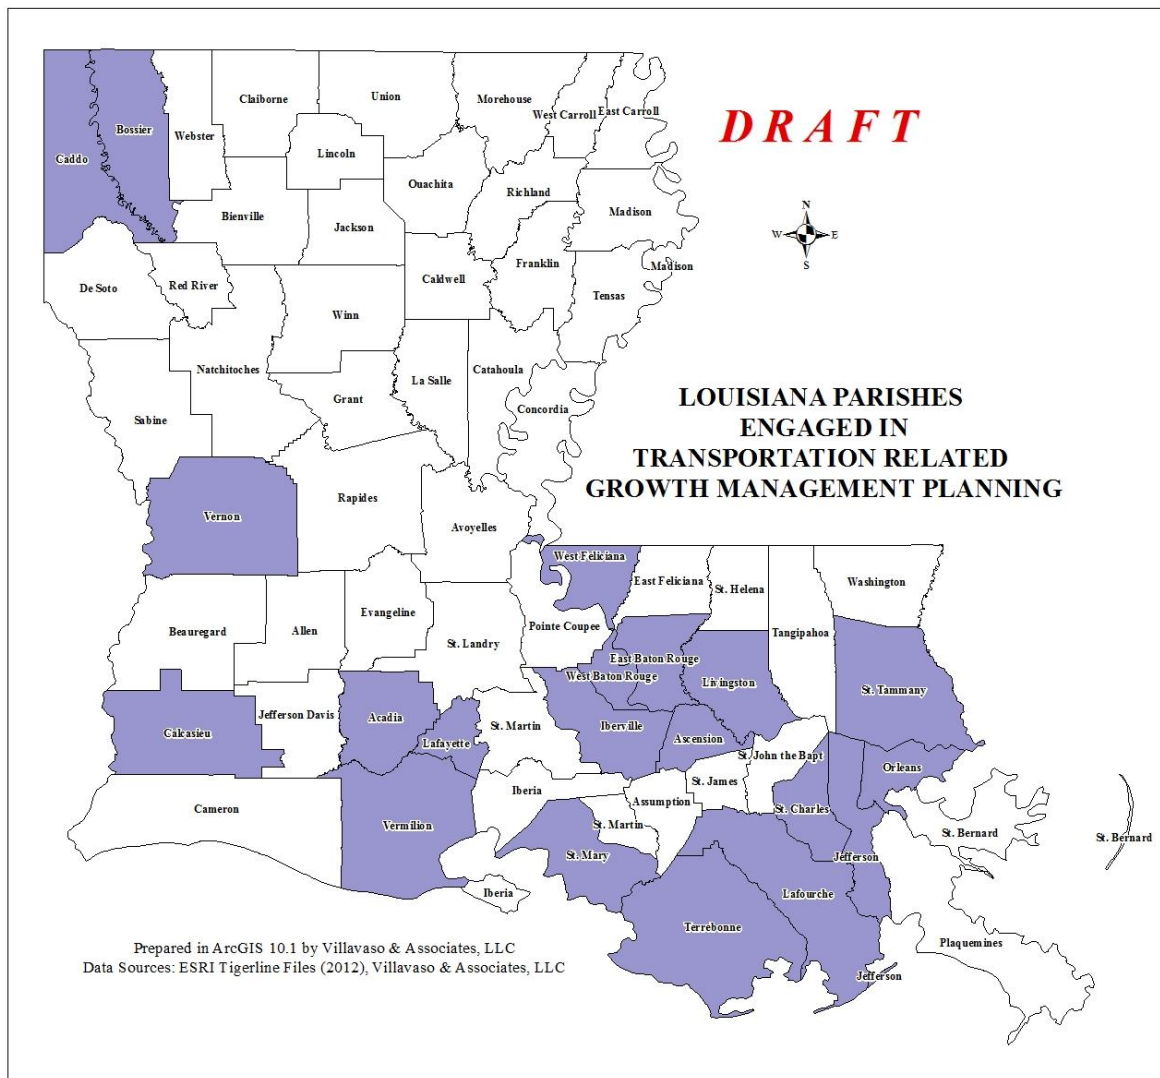 Claiborne
Union
Morehouse
West Carroll
East Carroll
DRAFT
Bossier
Webster
Caddo
Lincoln
Ouachita
Richland
Madison
N
W
E
S
Bienville
Jackson
De Soto
Red River
Caldwell
Franklin
Madison
Tensas
Winn
Natchitoches
La Salle
Catahoula
Grant
Concordia
Sabine
LOUISIANA PARISHES
ENGAGED IN
TRANSPORTATION RELATED
GROWTH MANAGEMENT PLANNING
Rapides
Vernon
Avoyelles
West Feliciana
East Feliciana
St. Helena
Washington
Beauregard
Allen
Evangeline
St. Landry
Pointe Coupee
Tangipahoa
East Baton Rouge
West Baton Rouge
Livingston
St. Tammany
Calcasieu
Jefferson Davis
Acadia
Lafayette
St. Martin
Iberville
Ascension
St. John the Bapt
Orleans
Cameron
Vermilion
Iberia
Assumption
St. James
St. Charles
St. Martin
St. Mary
Jefferson
St. Bernard
St. Bernard
Iberia
Lafourche
Terrebonne
Plaquemines
Jefferson
Prepared in ArcGIS 10.1 by Villavaso & Associates, LLC
Data Sources: ESRI Tigerline Files (2012), Villavaso & Associates, LLC